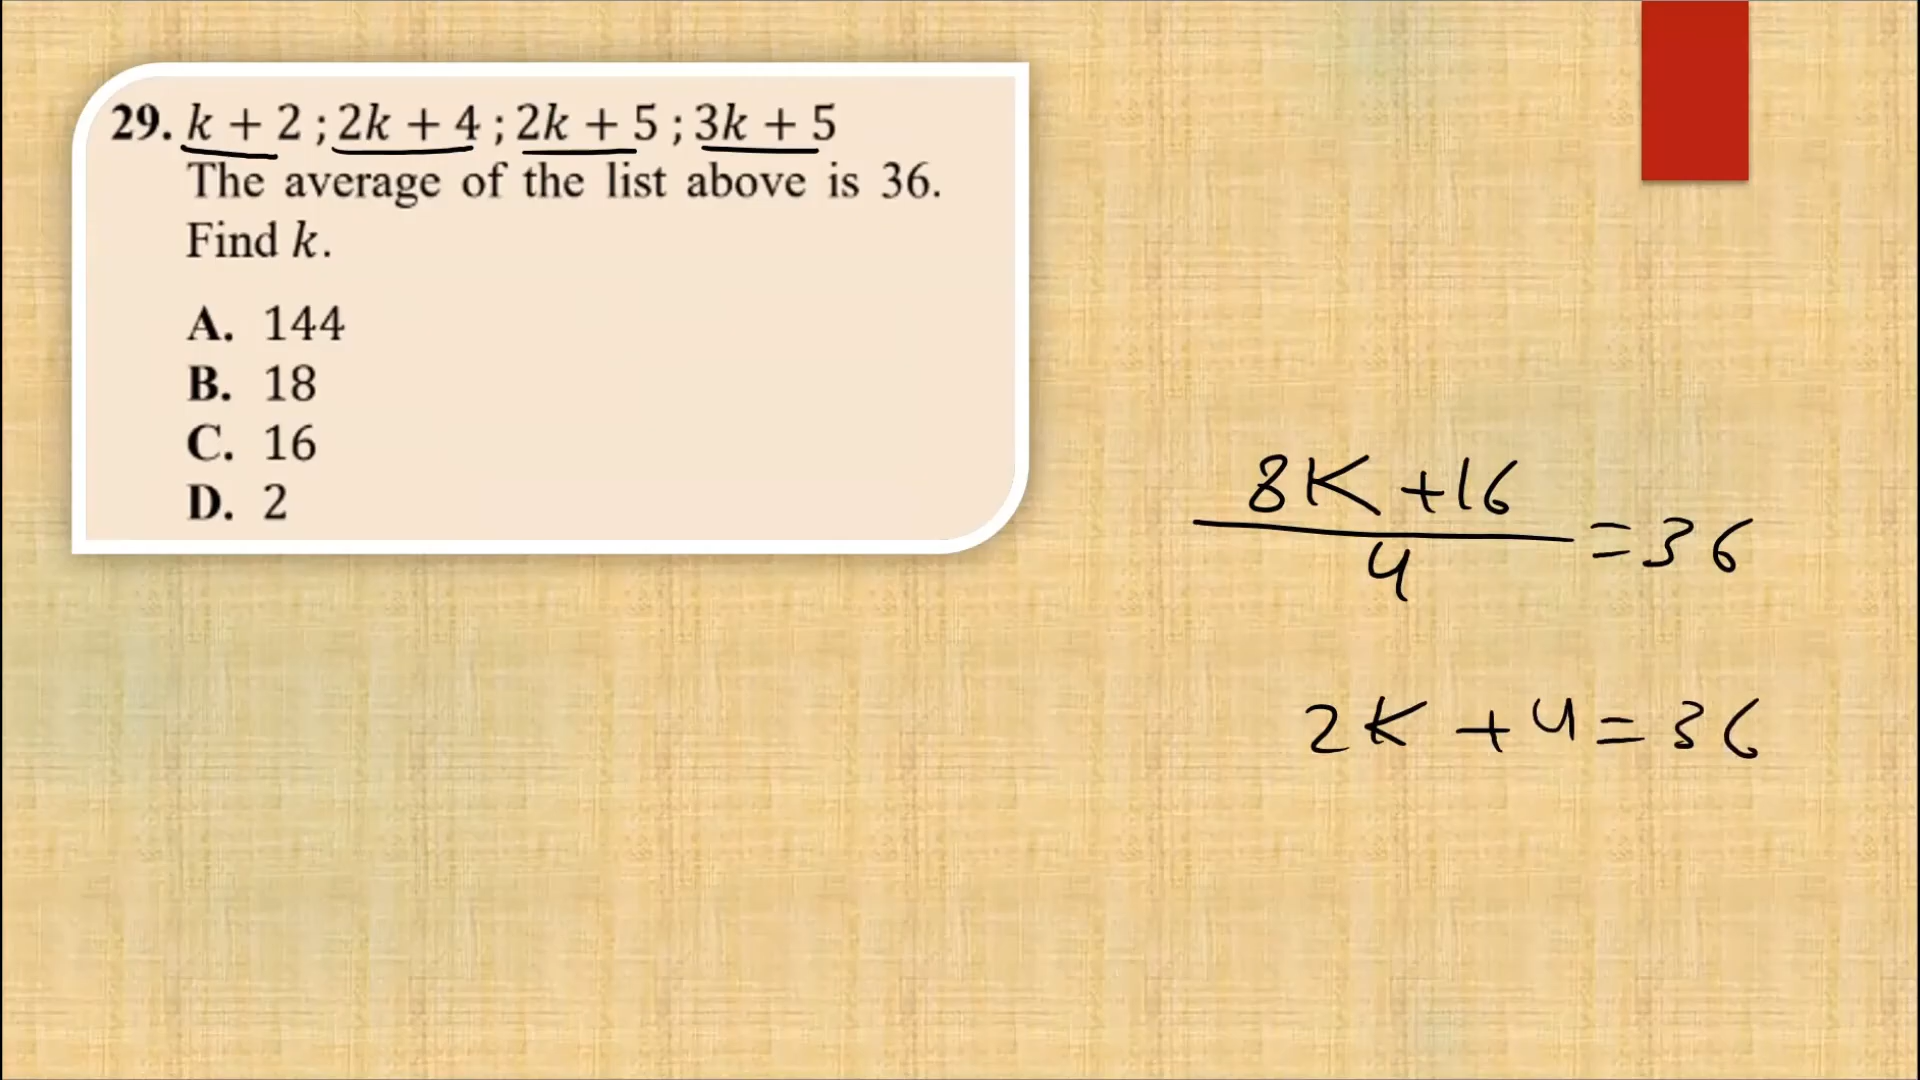 29. k + 2 ; 2k + 4 ; 2k + 5 ; 3k + 5
The average of the list above is 36.
Find k.
A. 144
B. 18
C. 16
D. 2
8K +16
4
=36
2K +4=36